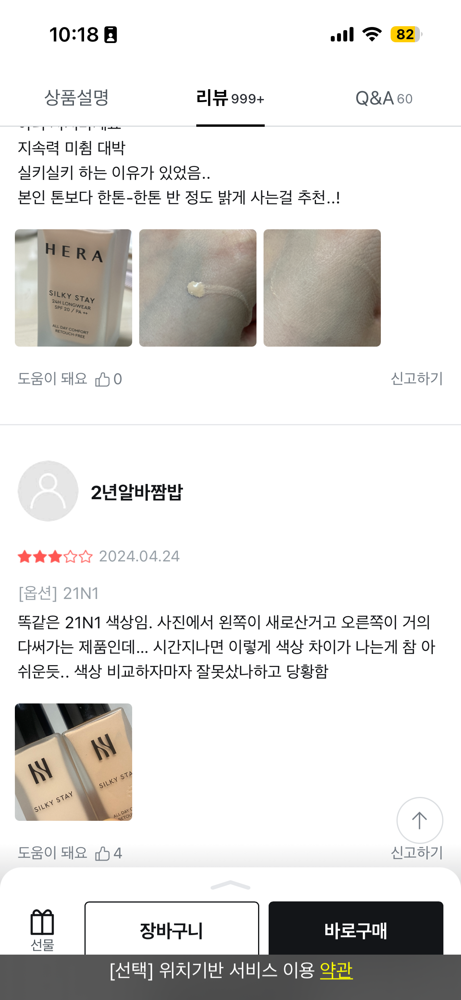 10:18
82
상품설명
리뷰 999+
Q&A 60
지속력 미췸 대박
실키실키 하는 이유가 있었음..
본인 톤보다 한톤-한톤 반 정도 밝게 사는걸 추천..!
HERA
SILKY STAY
24H LONGWEAR
SPF 20 / PA ++
ALL DAY COMFORT
RETOUCH-FREE
도움이 돼요 0
신고하기
2년알바짬밥
2024.04.24
[옵션] 21N1
똑같은 21N1 색상임. 사진에서 왼쪽이 새로산거고 오른쪽이 거의
다써가는 제품인데... 시간지나면 이렇게 색상 차이가 나는게 참 아
쉬운듯.. 색상 비교하자마자 잘못샀나하고 당황함
SILKY STAY
SILKY STA
ALL DAY C
RETOU
도움이 돼요 4
신고하기
선물
장바구니
바로구매
[선택] 위치기반 서비스 이용 약관